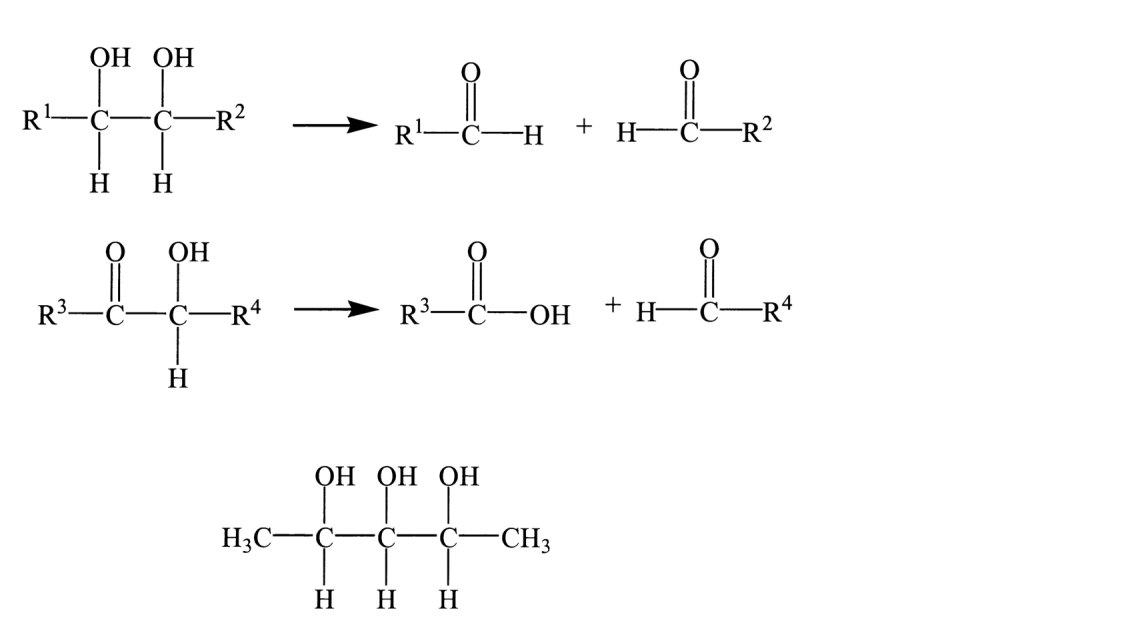 OH OH O O
R¹—C—C—R² R¹—C—H + H—C—R²
H H
O OH O O
R³—C—C—R⁴ R³—C—OH + H—C—R⁴
H
OH OH OH
H₃C—C—C—C—CH₃
H H H